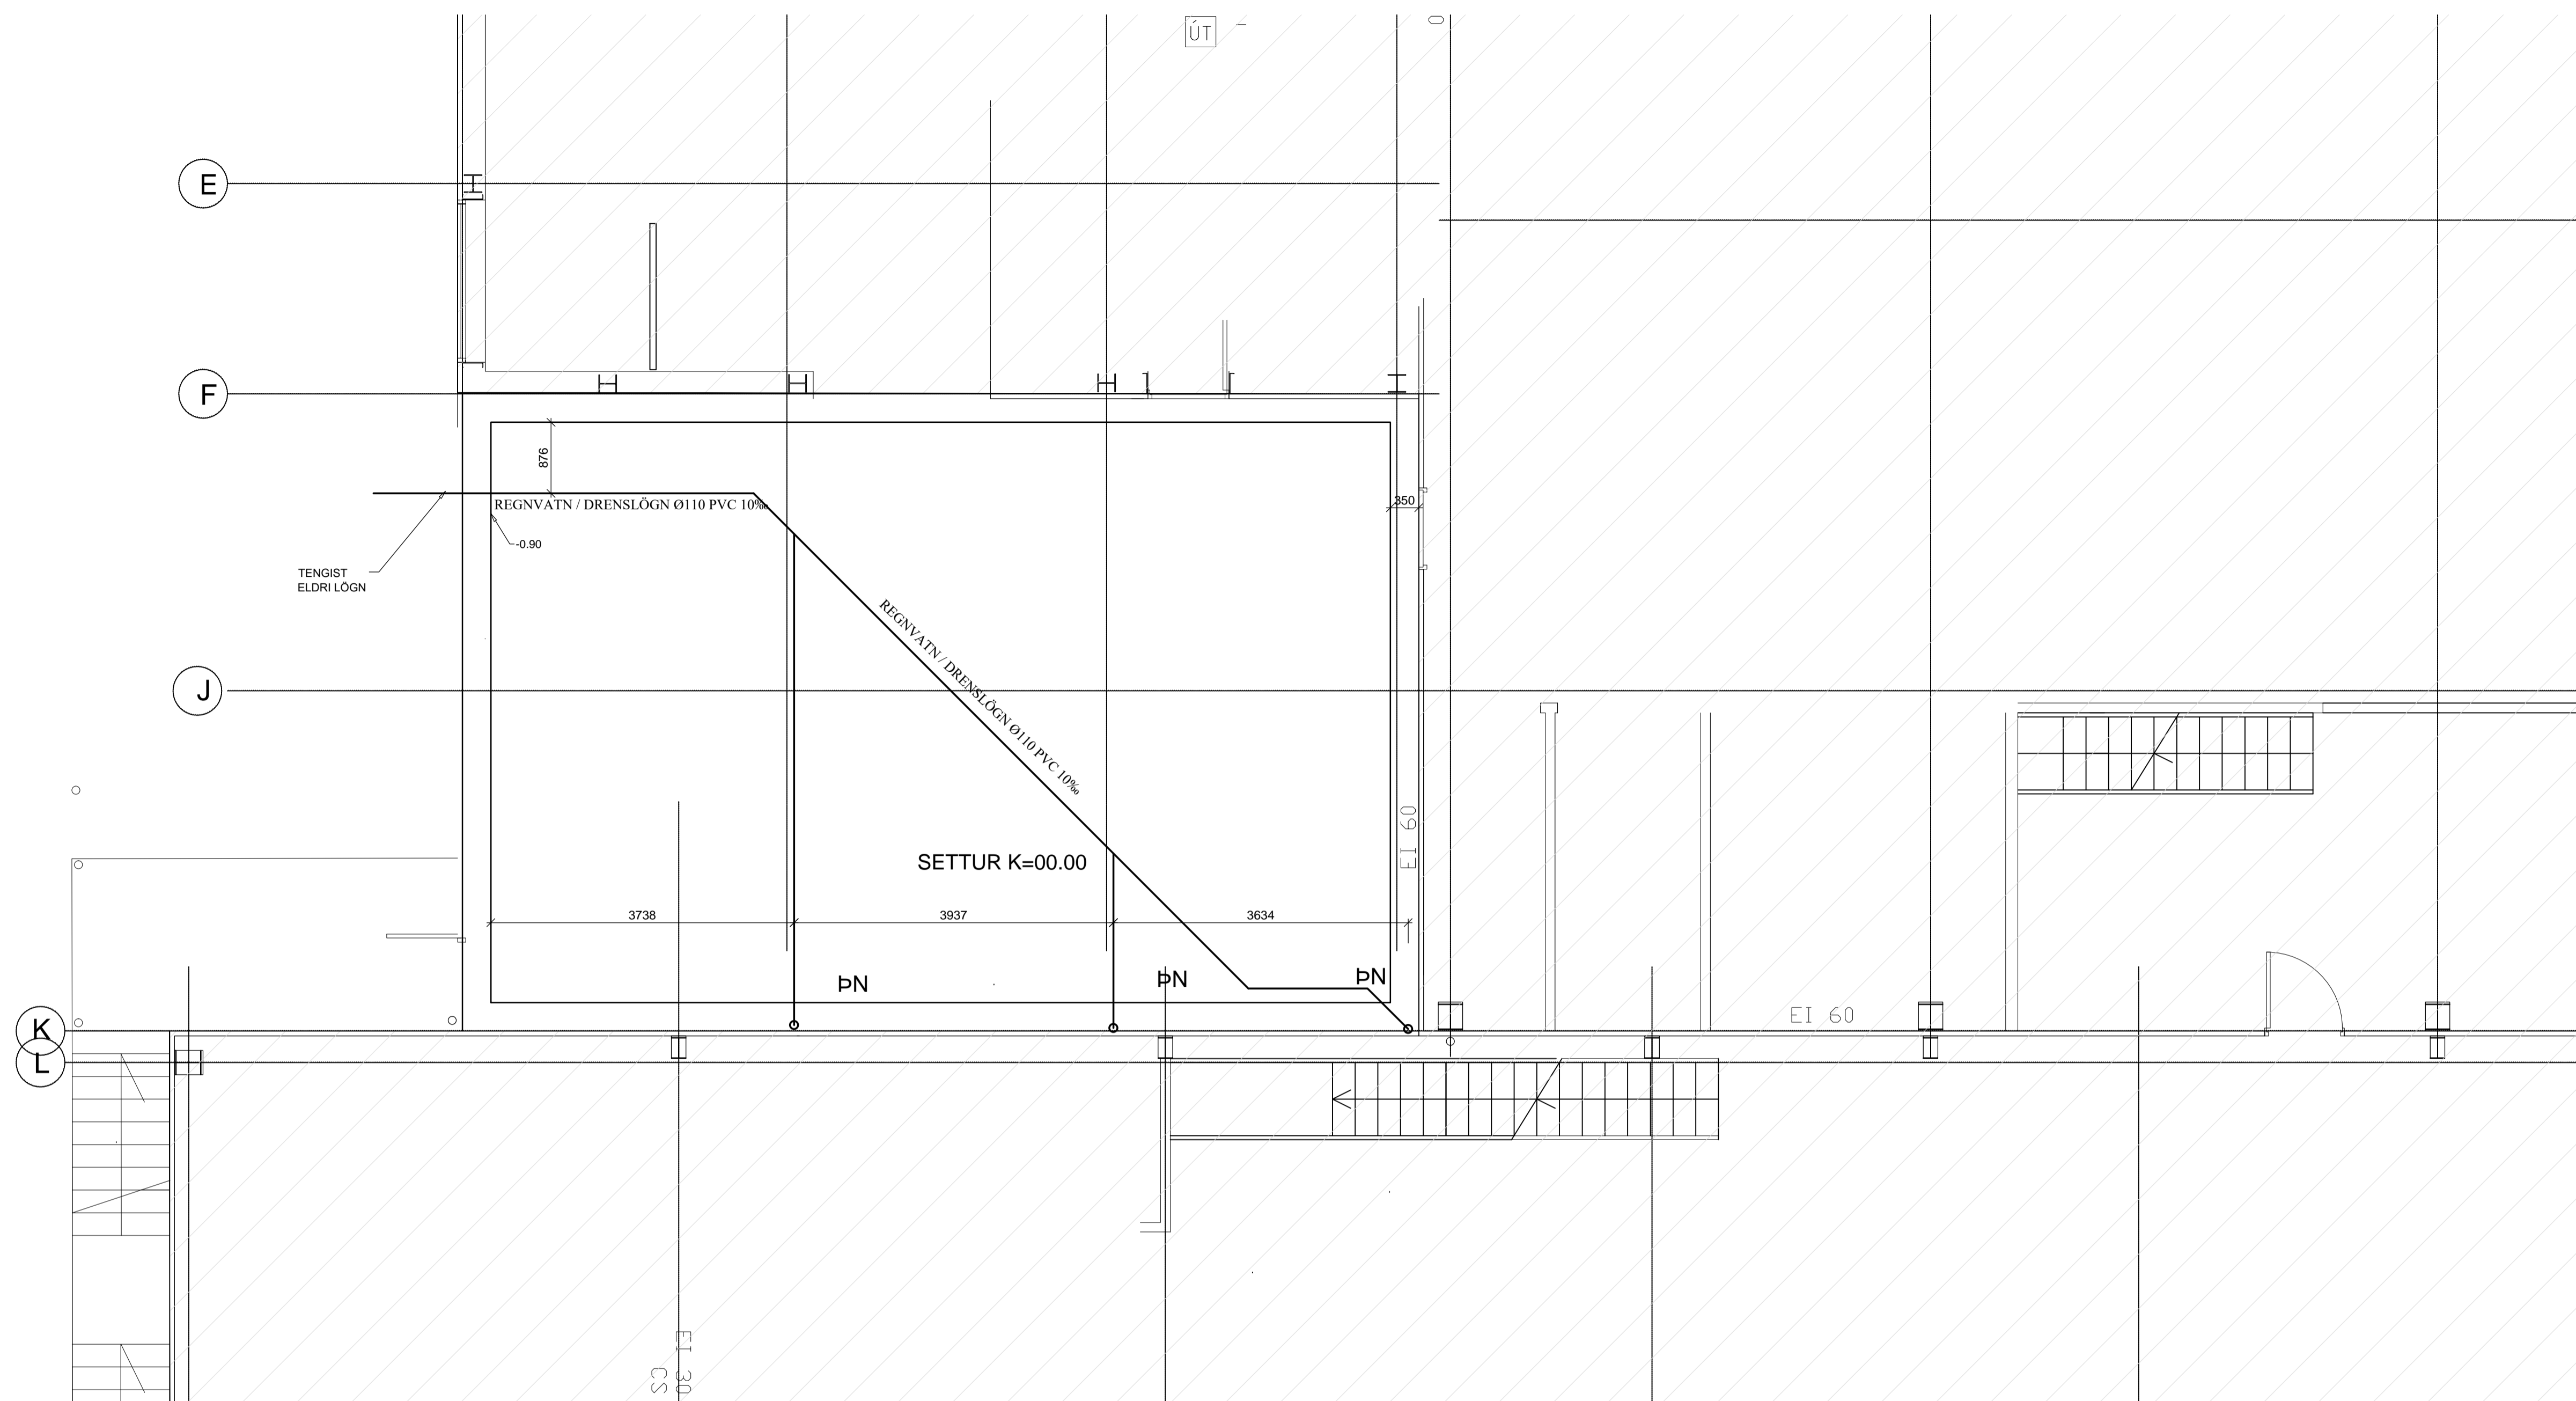 ÚT
E
F
876
REGNVATN / DRENSLÖGN Ø110 PVC 10‰
350
-0.90
TENGIST
ELDRI LÖGN
REGNVATN / DRENSLÖGN Ø110 PVC 10‰
J
EI 60
SETTUR K=00.00
3738
3937
3634
ÞN
ÞN
ÞN
EI 60
K
L
EI 30
CS